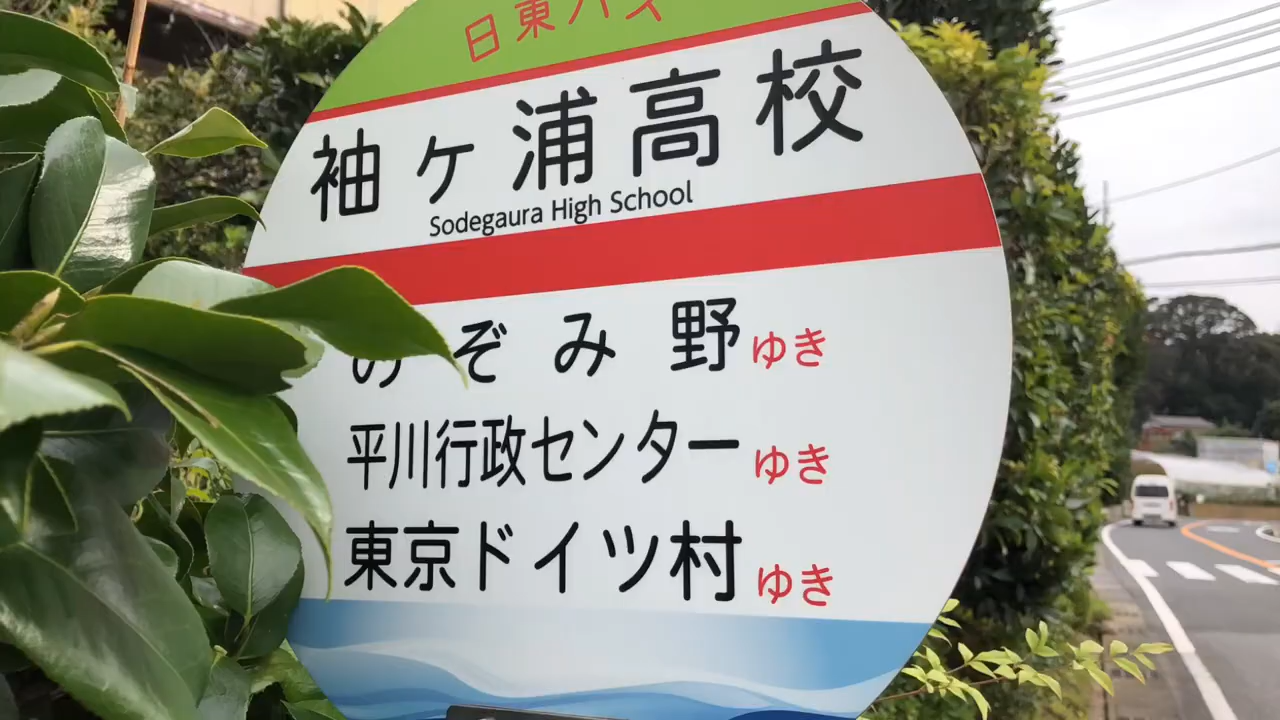 日東バス
袖ヶ浦高校
Sodegaura High School
のぞみ野ゆき
平川行政センターゆき
東京ドイツ村ゆき